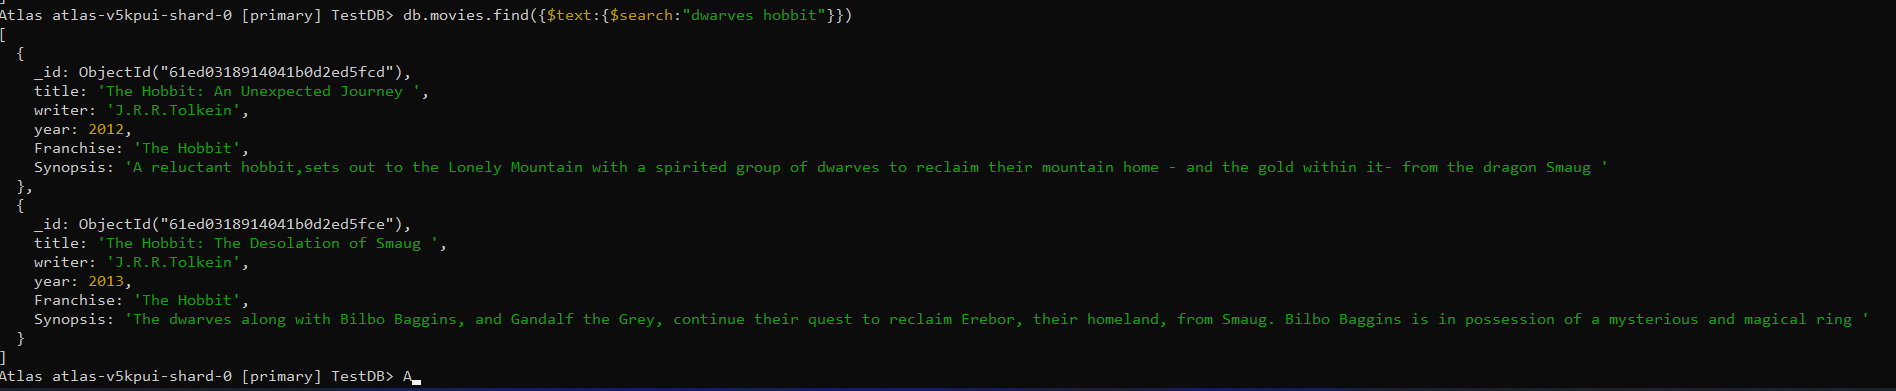 Atlas atlas-v5kpui-shard-0 [primary] TestDB> db.movies.find({$text:{$search:"dwarves hobbit"}})
[
  {
    _id: ObjectId("61ed0318914041b0d2ed5fcd"),
    title: 'The Hobbit: An Unexpected Journey ',
    writer: 'J.R.R.Tolkein',
    year: 2012,
    Franchise: 'The Hobbit',
    Synopsis: 'A reluctant hobbit,sets out to the Lonely Mountain with a spirited group of dwarves to reclaim their mountain home - and the gold within it- from the dragon Smaug '
  },
  {
    _id: ObjectId("61ed0318914041b0d2ed5fce"),
    title: 'The Hobbit: The Desolation of Smaug ',
    writer: 'J.R.R.Tolkein',
    year: 2013,
    Franchise: 'The Hobbit',
    Synopsis: 'The dwarves along with Bilbo Baggins, and Gandalf the Grey, continue their quest to reclaim Erebor, their homeland, from Smaug. Bilbo Baggins is in possession of a mysterious and magical ring '
  }
]
Atlas atlas-v5kpui-shard-0 [primary] TestDB> A